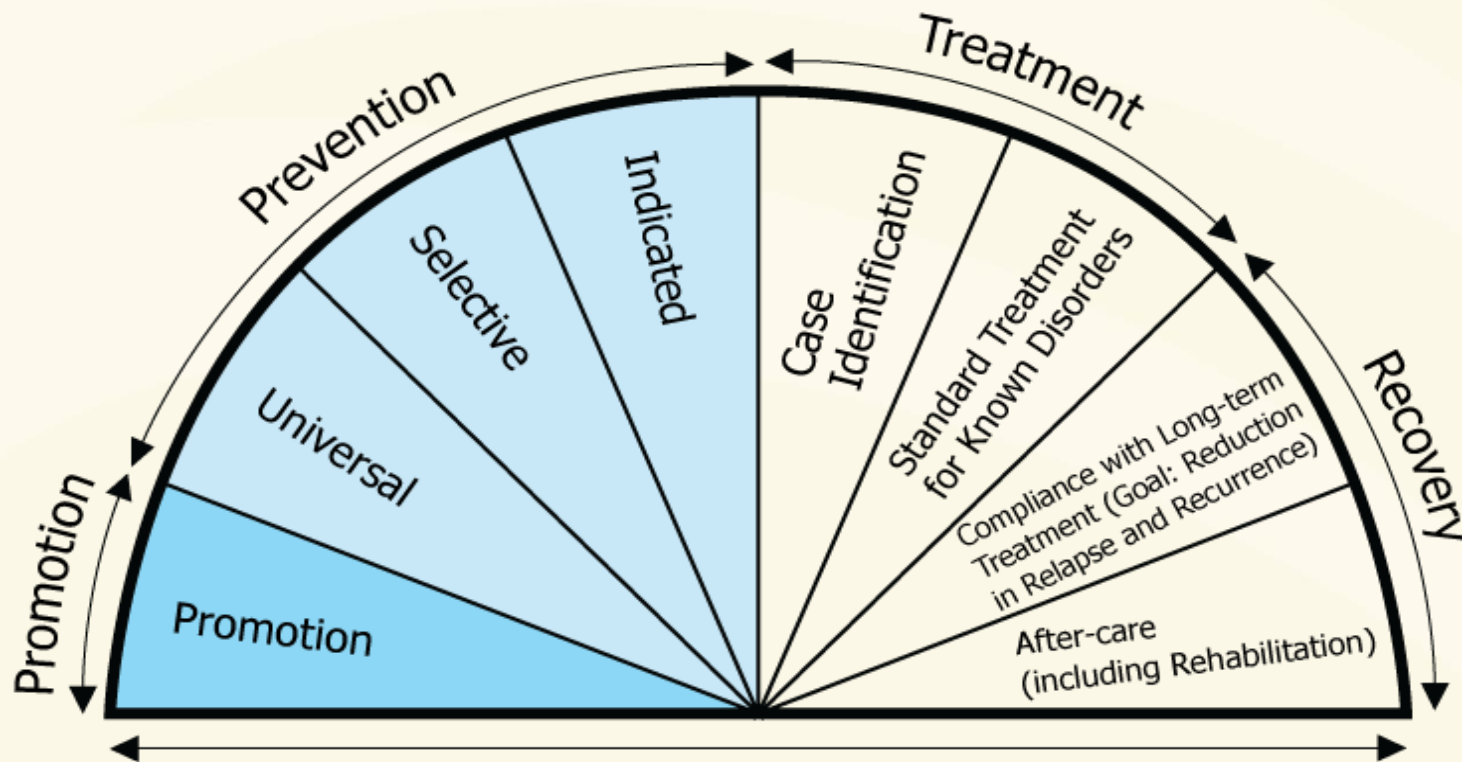 Promotion
Prevention
Treatment
Recovery
Promotion
Universal
Selective
Indicated
Case
Identification
Standard Treatment
for Known Disorders
Compliance with Long-term
Treatment (Goal: Reduction
in Relapse and Recurrence)
After-care
(including Rehabilitation)